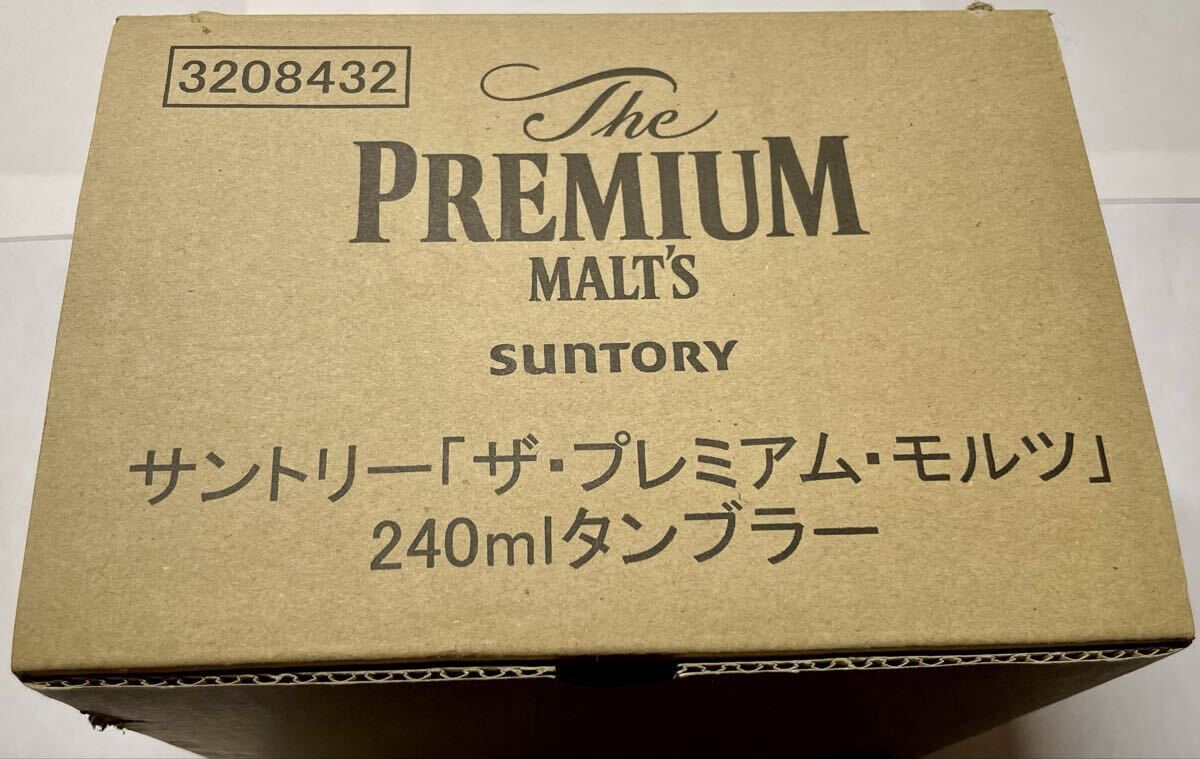 3208432
The
PREMIUM
MALT'S
SUNTORY
サントリー「ザ・プレミアム・モルツ」
240mlタンブラー